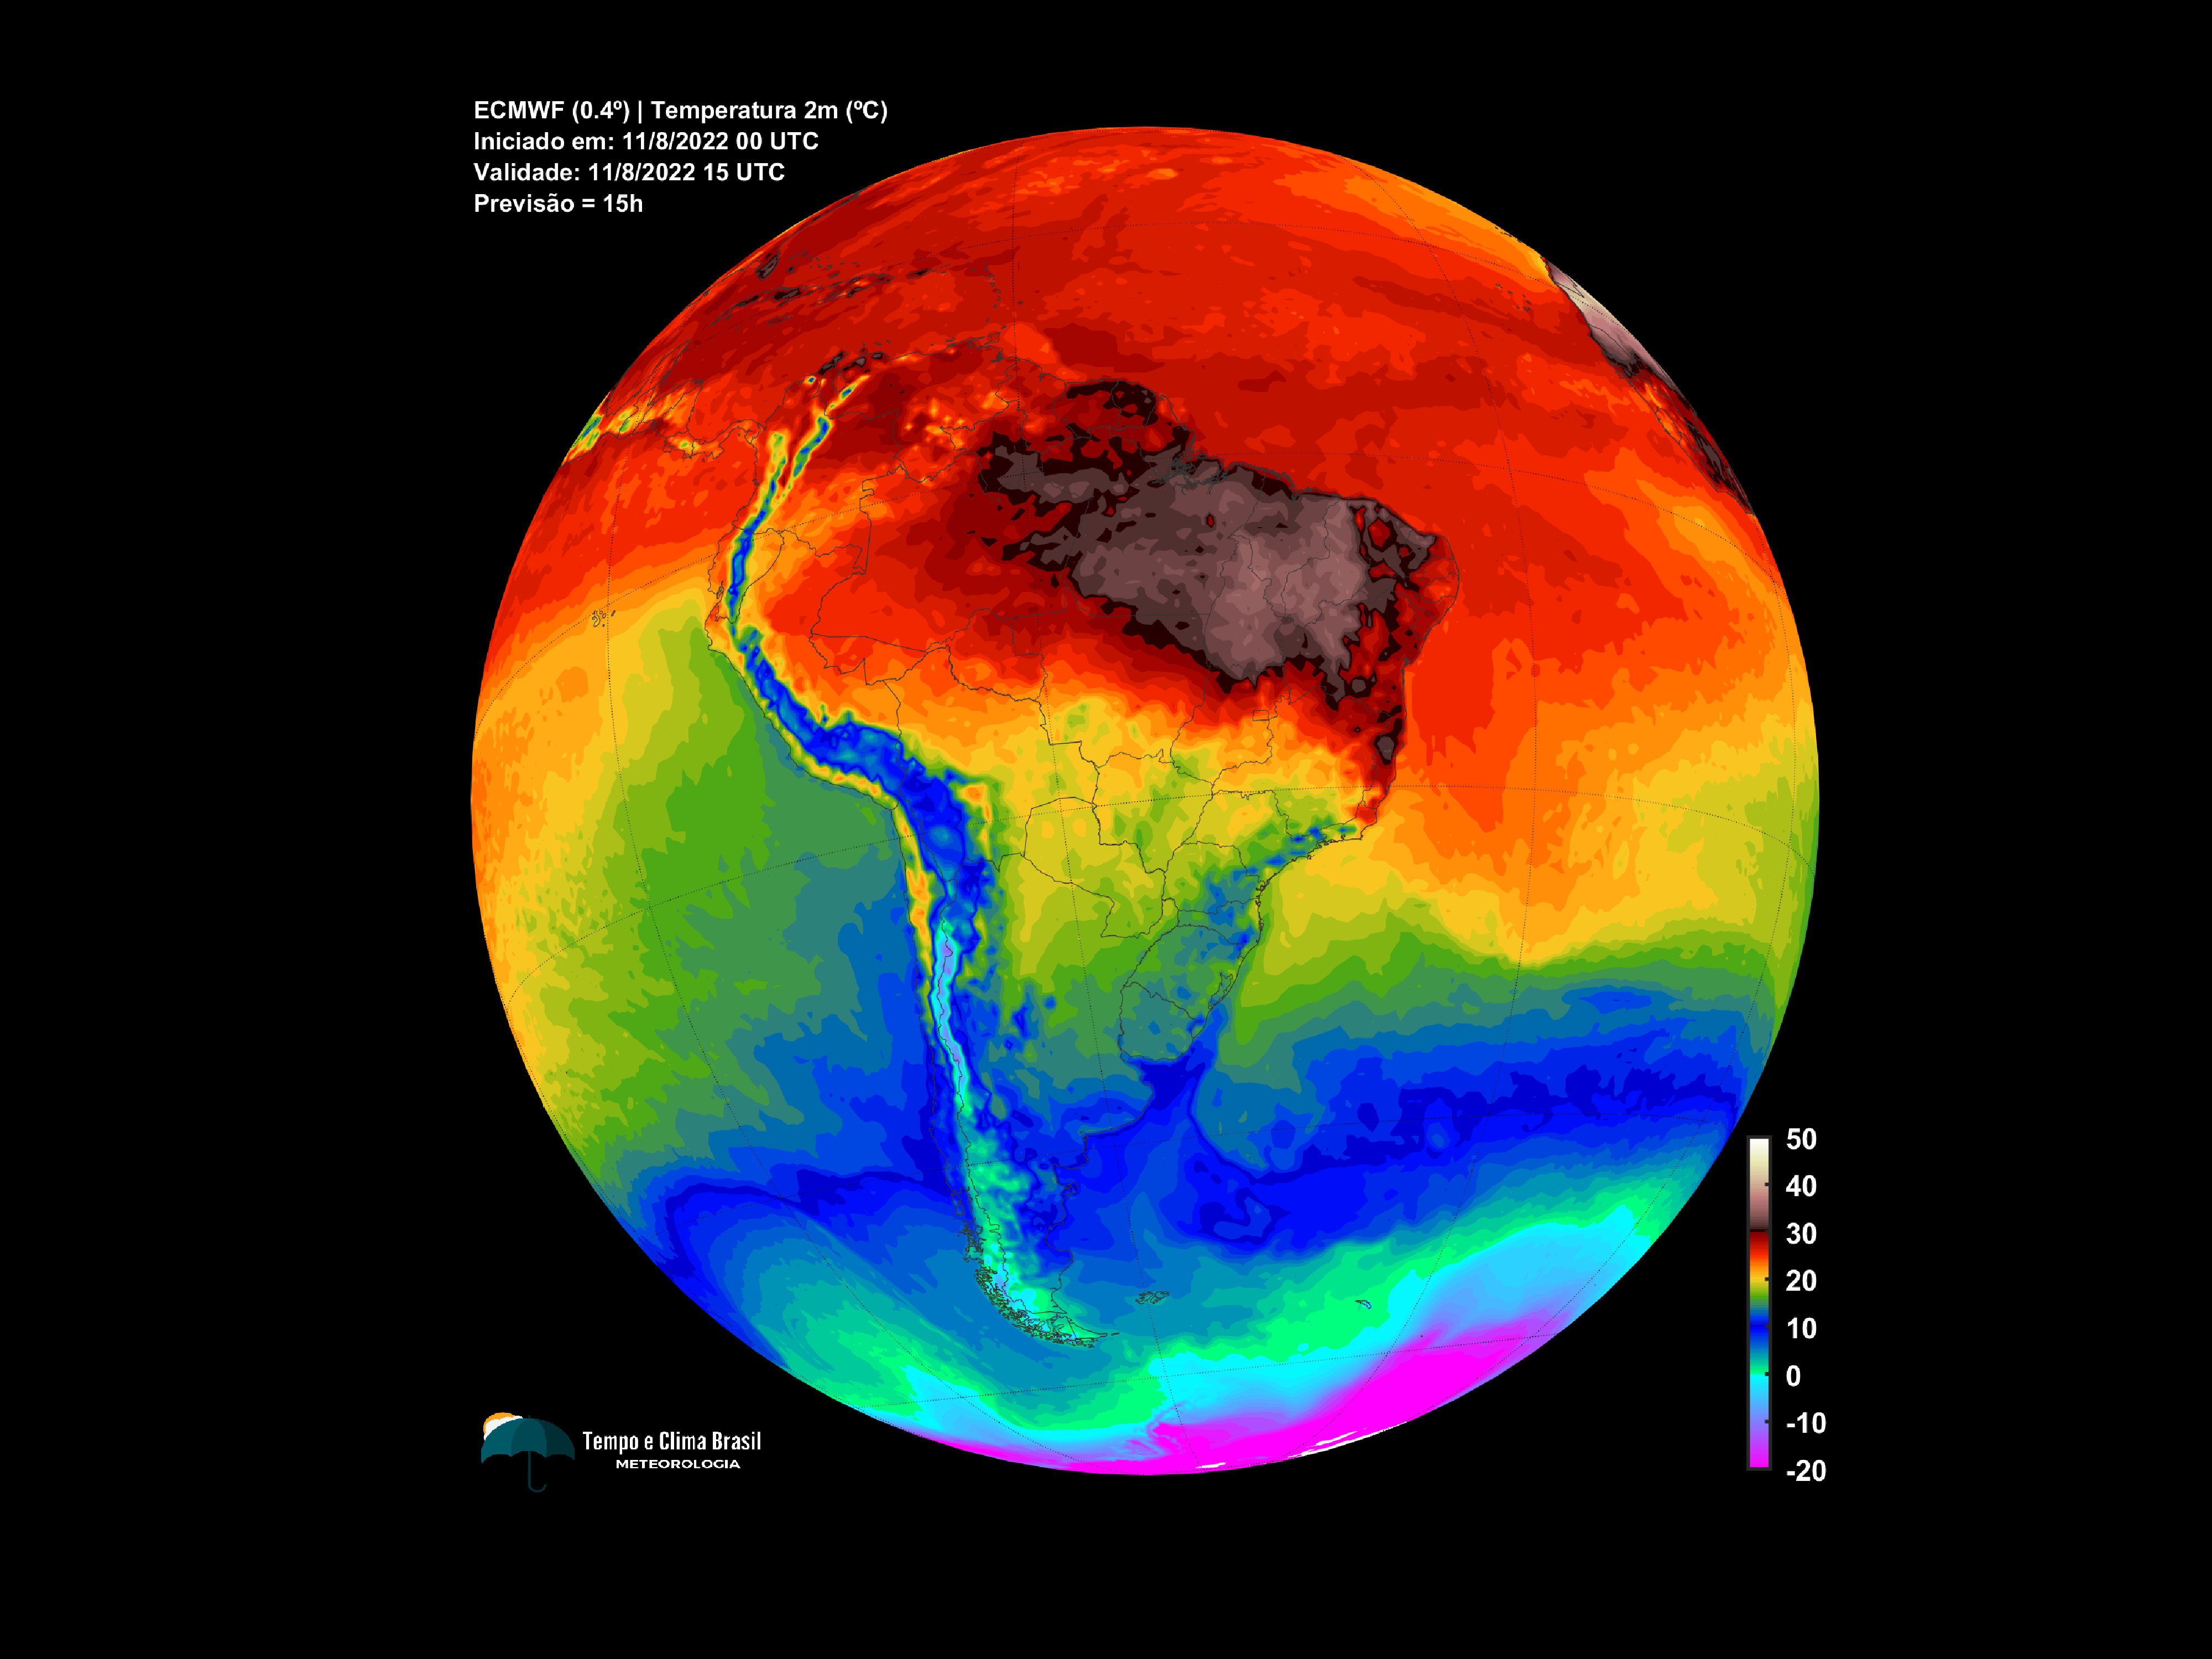 ECMWF (0.4º) | Temperatura 2m (ºC)
Iniciado em: 11/8/2022 00 UTC
Validade: 11/8/2022 15 UTC
Previsão = 15h
50
40
30
20
10
0
-10
-20
Tempo e Clima Brasil
METEOROLOGIA